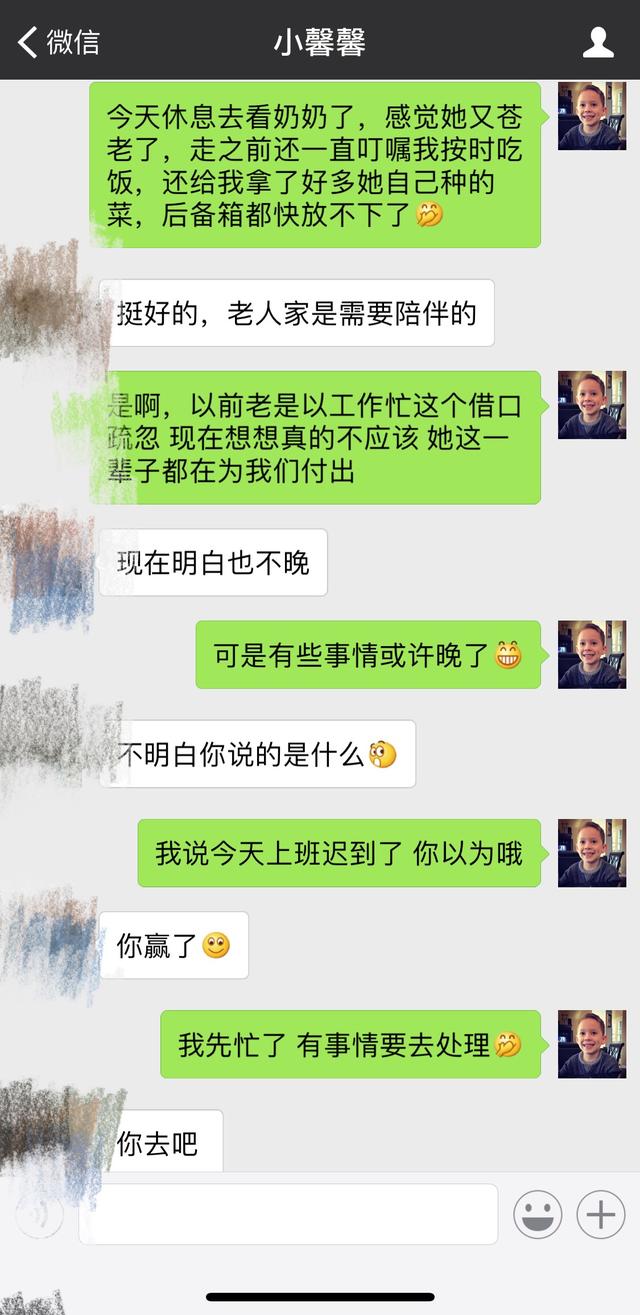 微信
小馨馨
今天休息去看奶奶了，感觉她又苍
老了，走之前还一直叮嘱我按时吃
饭，还给我拿了好多她自己种的
菜，后备箱都快放不下了🤭
挺好的，老人家是需要陪伴的
是啊，以前老是以工作忙这个借口
疏忽 现在想想真的不应该 她这一
辈子都在为我们付出
现在明白也不晚
可是有些事情或许晚了😁
不明白你说的是什么
我说今天上班迟到了 你以为哦
你赢了🙂
我先忙了 有事情要去处理🤭
你去吧